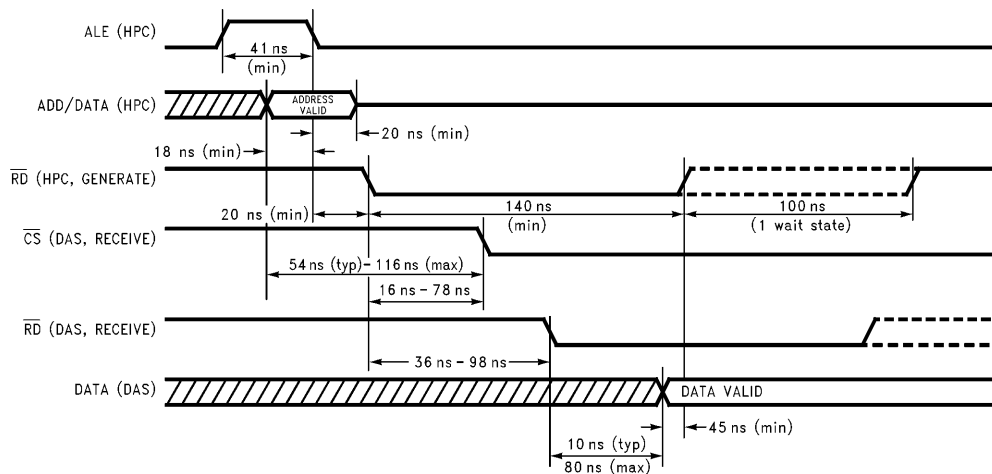 ALE (HPC)
41 ns
(min)
ADD/DATA (HPC)
ADDRESS
VALID
20 ns (min)
18 ns (min)
RD (HPC, GENERATE)
20 ns (min)
140 ns
(min)
100 ns
(1 wait state)
CS (DAS, RECEIVE)
54 ns (typ)–116 ns (max)
16 ns – 78 ns
RD (DAS, RECEIVE)
36 ns – 98 ns
DATA (DAS)
DATA VALID
45 ns (min)
10 ns (typ)
80 ns (max)